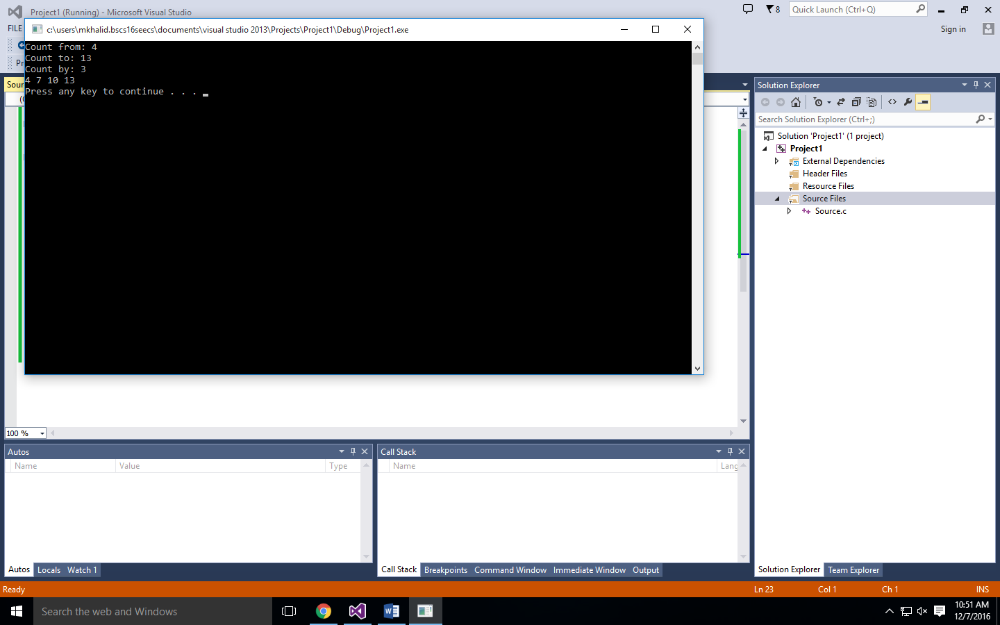 Project1 (Running) - Microsoft Visual Studio
8
Quick Launch (Ctrl+Q)
FILE
Sign in
c:\users\mkhalid.bscs16seecs\documents\visual studio 2013\Projects\Project1\Debug\Project1.exe
Count from: 4
Count to: 13
Count by: 3
4 7 10 13
Press any key to continue . . .
Solution Explorer
Search Solution Explorer (Ctrl+;)
Solution 'Project1' (1 project)
Project1
External Dependencies
Header Files
Resource Files
Source Files
Source.c
100 %
Autos
Name Value Type
Autos Locals Watch 1
Call Stack
Name Lang
Call Stack Breakpoints Command Window Immediate Window Output
Solution Explorer Team Explorer
Ready Ln 23 Col 1 Ch 1 INS
Search the web and Windows
10:51 AM
12/7/2016